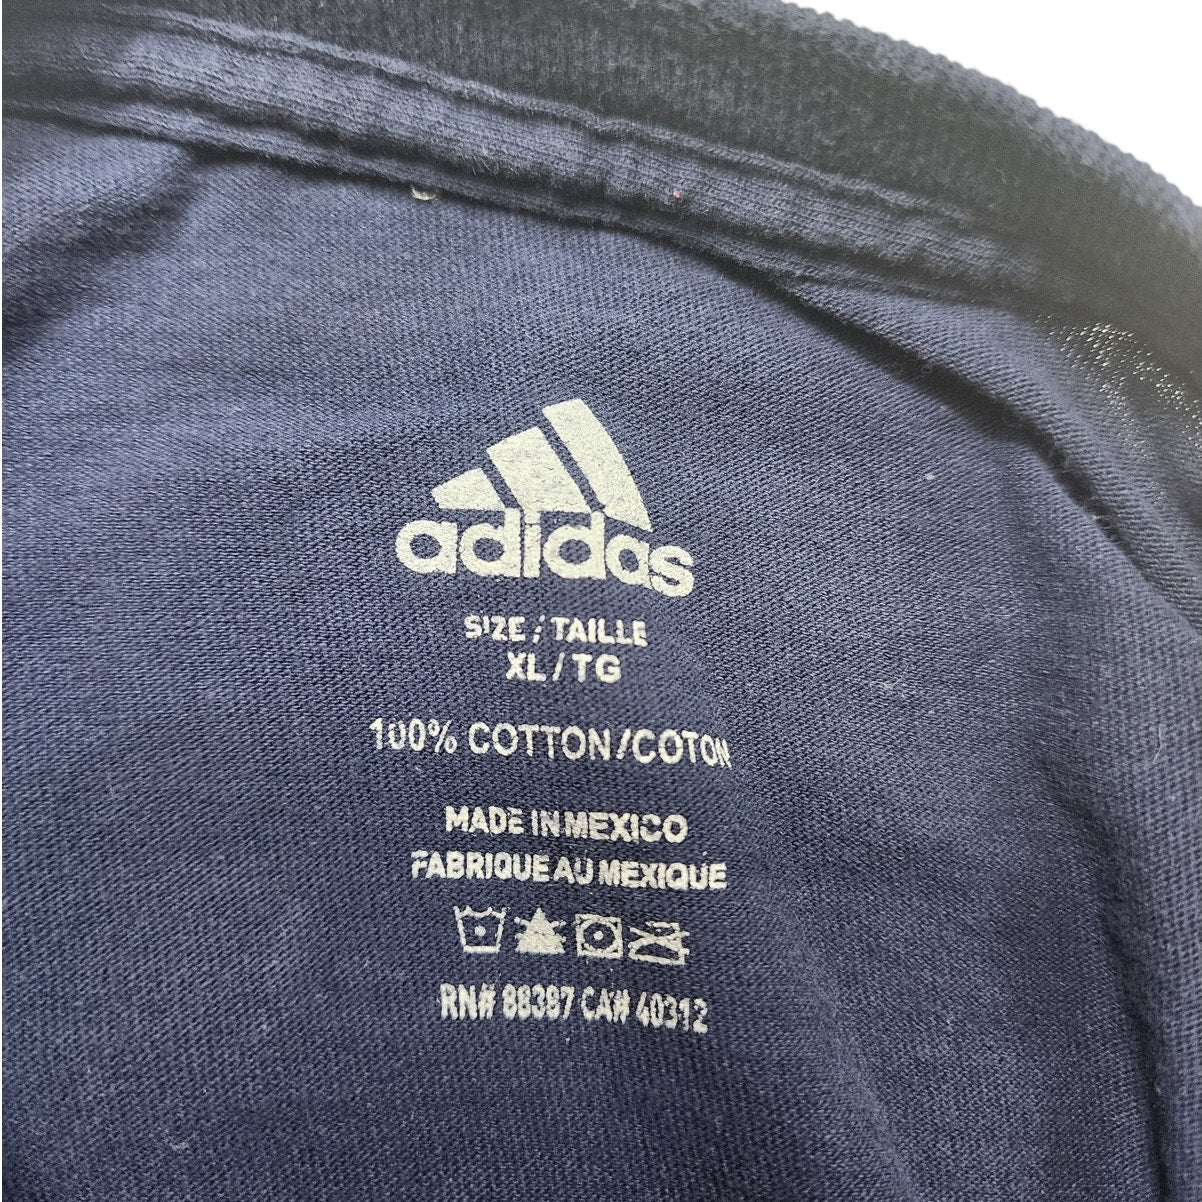 adidas
SIZE / TAILLE
XL / TG
100% COTTON/COTON
MADE IN MEXICO
FABRIQUE AU MEXIQUE
RN# 88387 CA# 40312